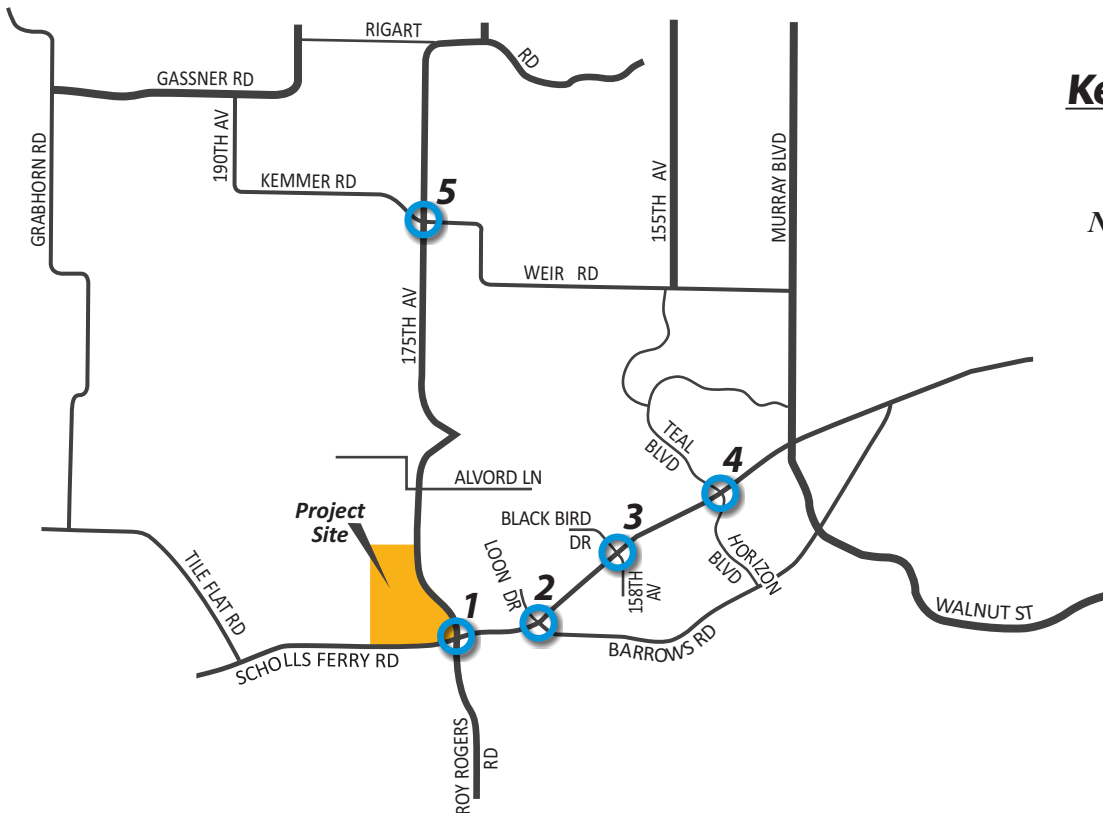 RIGART
RD
GASSNER RD
Ke
GRABHORN RD
190TH AV
KEMMER RD
5
155TH AV
MURRAY BLVD
N
WEIR RD
175TH AV
TEAL
BLVD
4
ALVORD LN
Project
Site
BLACK BIRD
DR
3
HORIZON
BLVD
LOON DR
2
158TH
AV
TILE FLAT RD
1
WALNUT ST
BARROWS RD
SCHOLLS FERRY RD
ROY ROGERS
RD